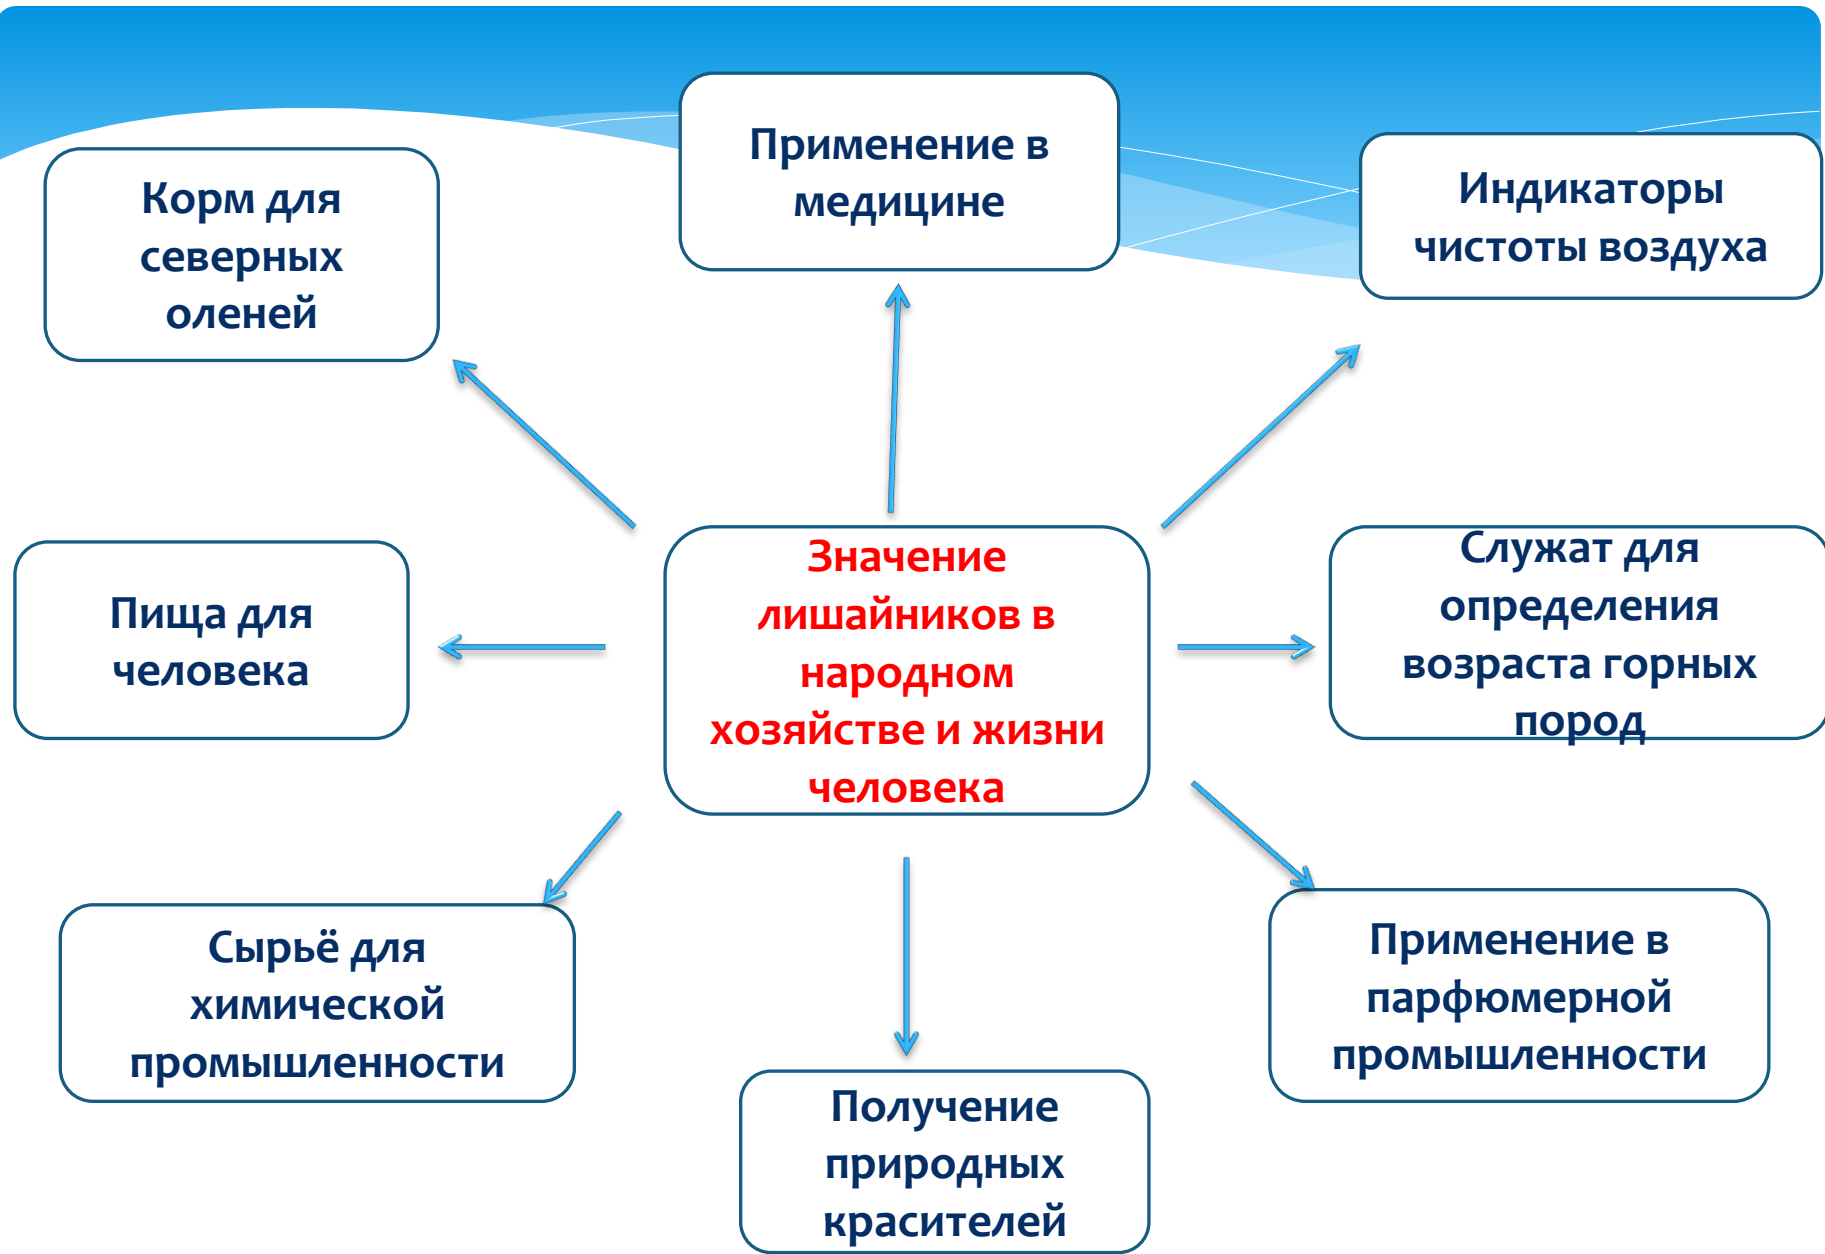 Применение в
медицине
Корм для
северных
оленей
Индикаторы
чистоты воздуха
Значение
лишайников в
народном
хозяйстве и жизни
человека
Пища для
человека
Служат для
определения
возраста горных
пород
Сырьё для
химической
промышленности
Применение в
парфюмерной
промышленности
Получение
природных
красителей